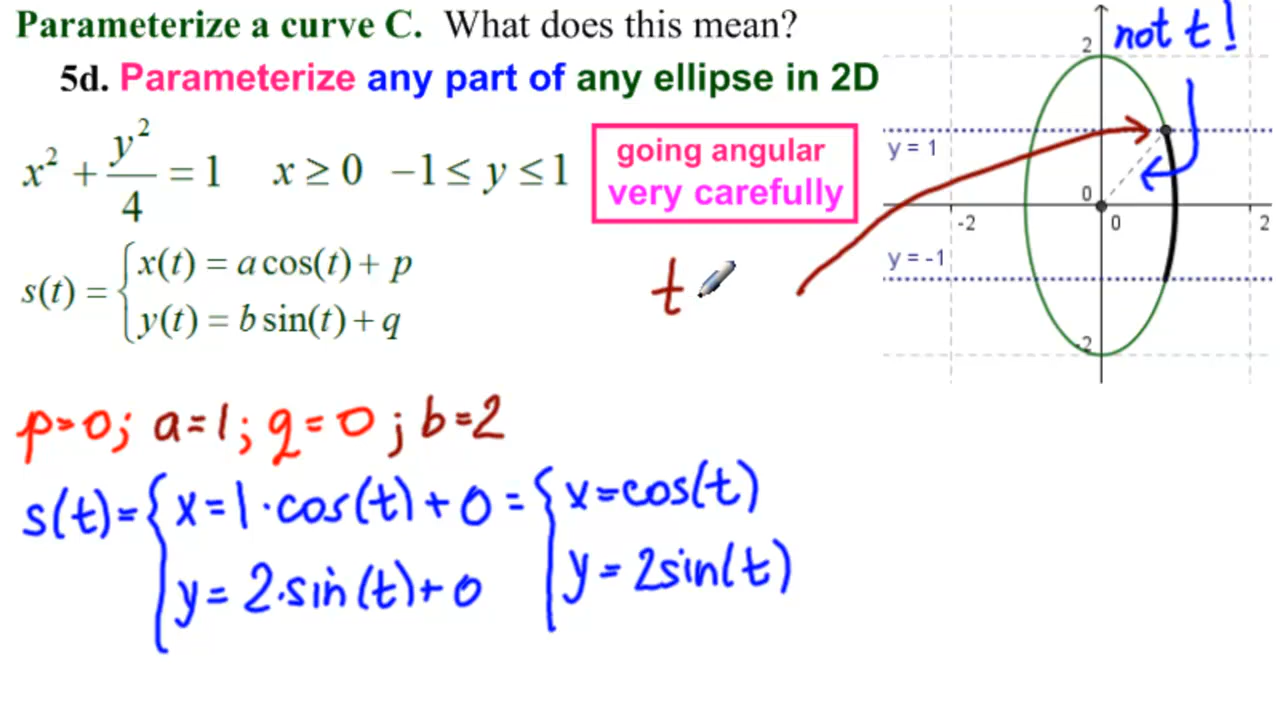 Parameterize a curve C. What does this mean?
5d. Parameterize any part of any ellipse in 2D
x² + y²/4 = 1   x ≥ 0   −1 ≤ y ≤ 1
going angular
very carefully
s(t) = { x(t) = a cos(t) + p
y(t) = b sin(t) + q
t
not t!
2
y = 1
0
-2
0
2
y = -1
-2
p=0; a=1; q=0; b=2
s(t)= { x=1·cos(t)+0 = { x=cos(t)
y=2·sin(t)+0   y=2sin(t)